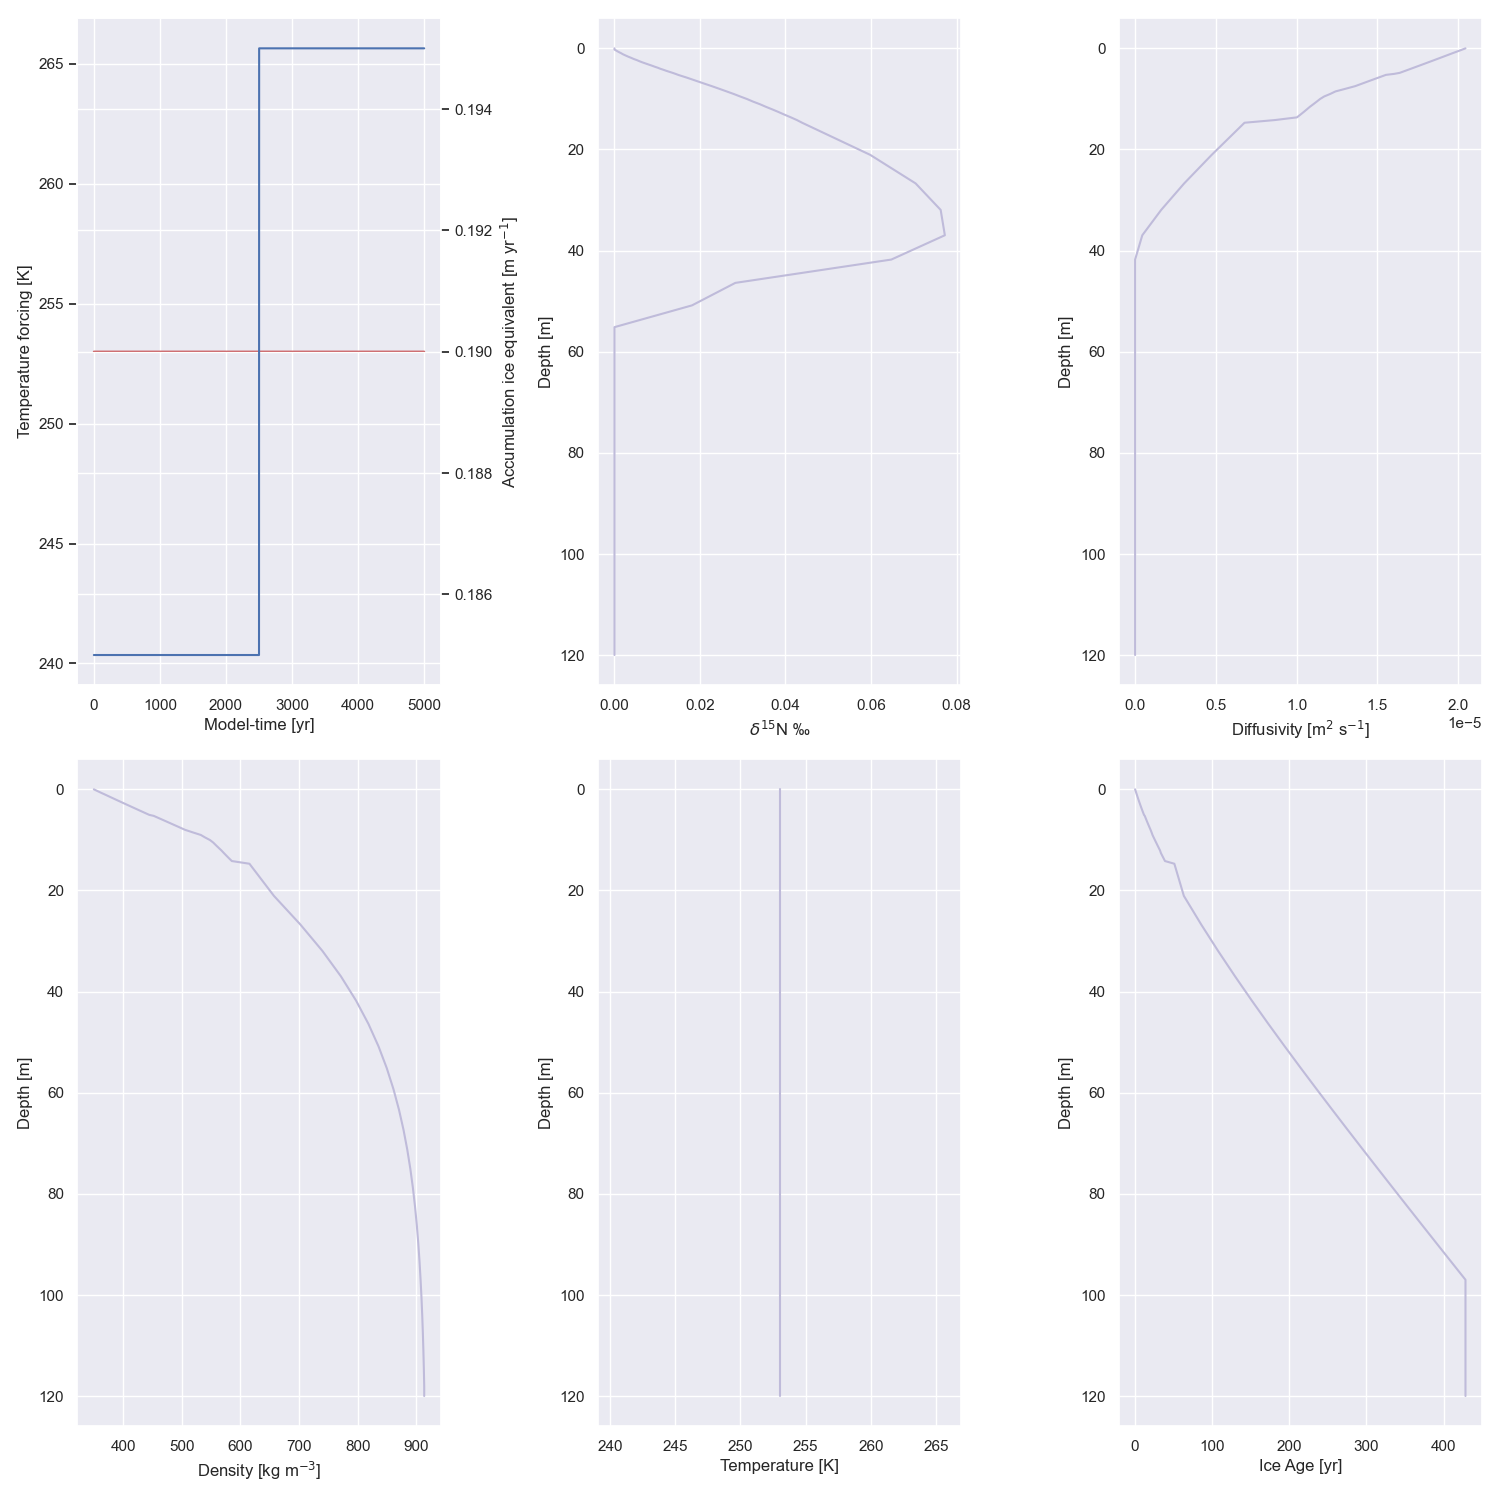 Temperature forcing [K]
265
260
255
250
245
240
0 1000 2000 3000 4000 5000
Model-time [yr]
0.194
0.192
0.190
0.188
0.186
Accumulation ice equivalent [m yr⁻¹]
Depth [m]
0
20
40
60
80
100
120
0.00 0.02 0.04 0.06 0.08
δ¹⁵N ‰
Depth [m]
0
20
40
60
80
100
120
0.0 0.5 1.0 1.5 2.0
1e−5
Diffusivity [m² s⁻¹]
Depth [m]
0
20
40
60
80
100
120
400 500 600 700 800 900
Density [kg m⁻³]
Depth [m]
0
20
40
60
80
100
120
240 245 250 255 260 265
Temperature [K]
Depth [m]
0
20
40
60
80
100
120
0 100 200 300 400
Ice Age [yr]